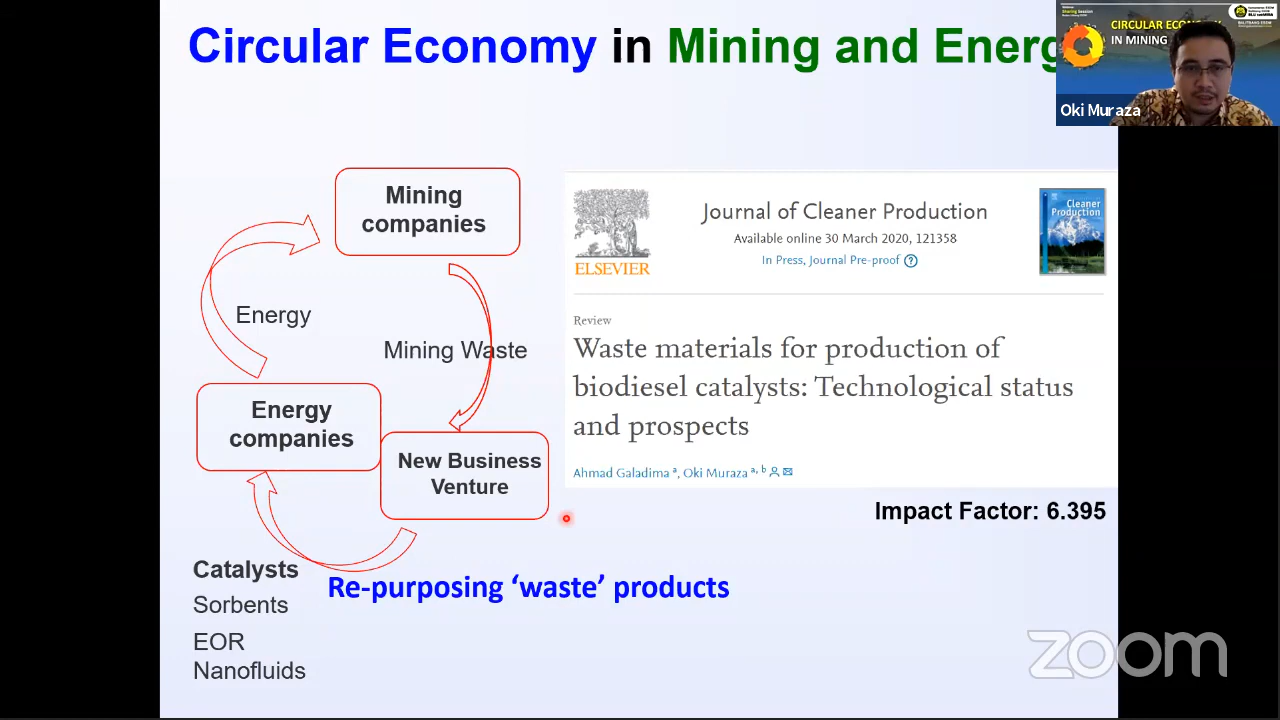 Circular Economy in Mining and Energ
CIRCULAR ECONOMY
IN MINING
Oki Muraza
Mining
companies
Energy
Mining Waste
Energy
companies
New Business
Venture
Catalysts
Sorbents
EOR
Nanofluids
Re-purposing ‘waste’ products
ELSEVIER
Journal of Cleaner Production
Available online 30 March 2020, 121358
In Press, Journal Pre-proof ?
Cleaner
Production
Review
Waste materials for production of
biodiesel catalysts: Technological status
and prospects
Ahmad Galadima a, Oki Muraza a, b
Impact Factor: 6.395
zoom